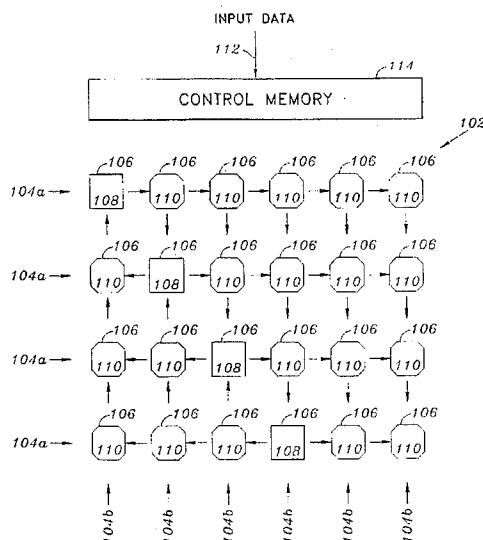 INPUT DATA
112
114
CONTROL MEMORY
102
106 106 106 106 106 106
104a 108 110 110 110 110 110
106 106 106 106 106 106
104a 110 108 110 110 110 110
106 106 106 106 106 106
104a 110 110 108 110 110 110
106 106 106 106 106 106
104a 110 110 110 108 110 110
104b 104b 104b 104b 104b 104b